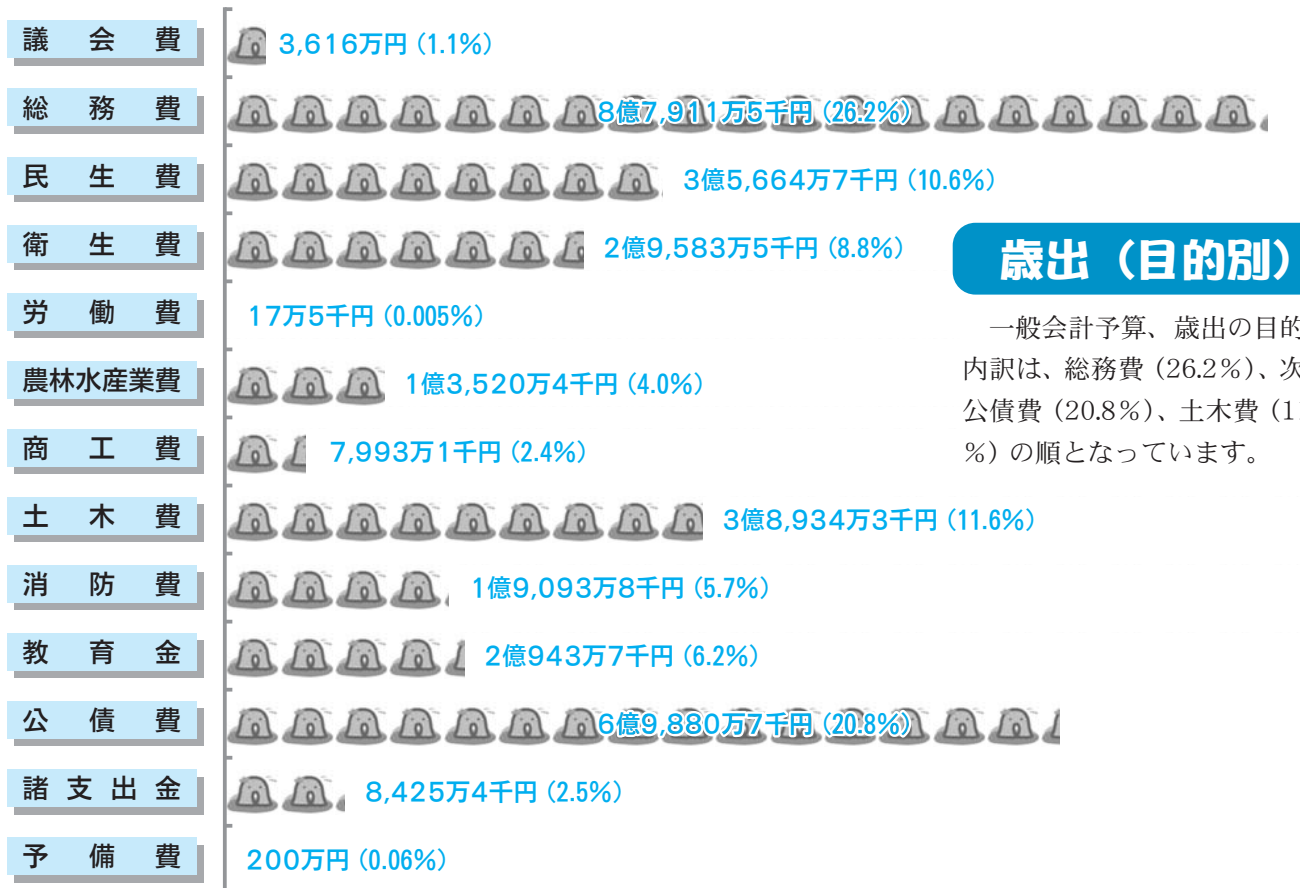 議会費 3,616万円(1.1%)
総務費 8億7,911万5千円(26.2%)
民生費 3億5,664万7千円(10.6%)
衛生費 2億9,583万5千円(8.8%)
労働費 17万5千円(0.005%)
農林水産業費 1億3,520万4千円(4.0%)
商工費 7,993万1千円(2.4%)
土木費 3億8,934万3千円(11.6%)
消防費 1億9,093万8千円(5.7%)
教育金 2億943万7千円(6.2%)
公債費 6億9,880万7千円(20.8%)
諸支出金 8,425万4千円(2.5%)
予備費 200万円(0.06%)
歳出(目的別)
一般会計予算、歳出の目的
内訳は、総務費(26.2%)、次
公債費(20.8%)、土木費(1
%)の順となっています。